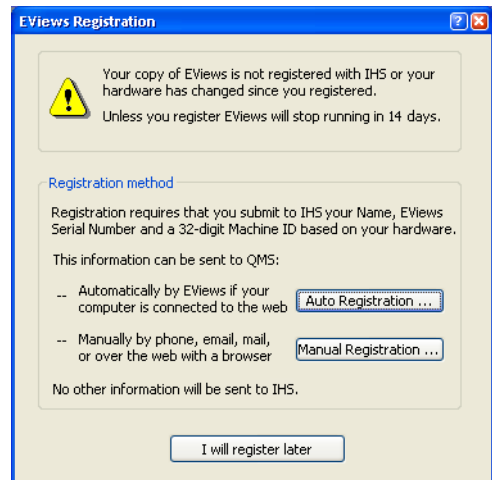 EViews Registration
Your copy of EViews is not registered with IHS or your
hardware has changed since you registered.
Unless you register EViews will stop running in 14 days.
Registration method
Registration requires that you submit to IHS your Name, EViews
Serial Number and a 32-digit Machine ID based on your hardware.
This information can be sent to QMS:
-- Automatically by EViews if your
computer is connected to the web
Auto Registration ...
-- Manually by phone, email, mail,
or over the web with a browser
Manual Registration ...
No other information will be sent to IHS.
I will register later